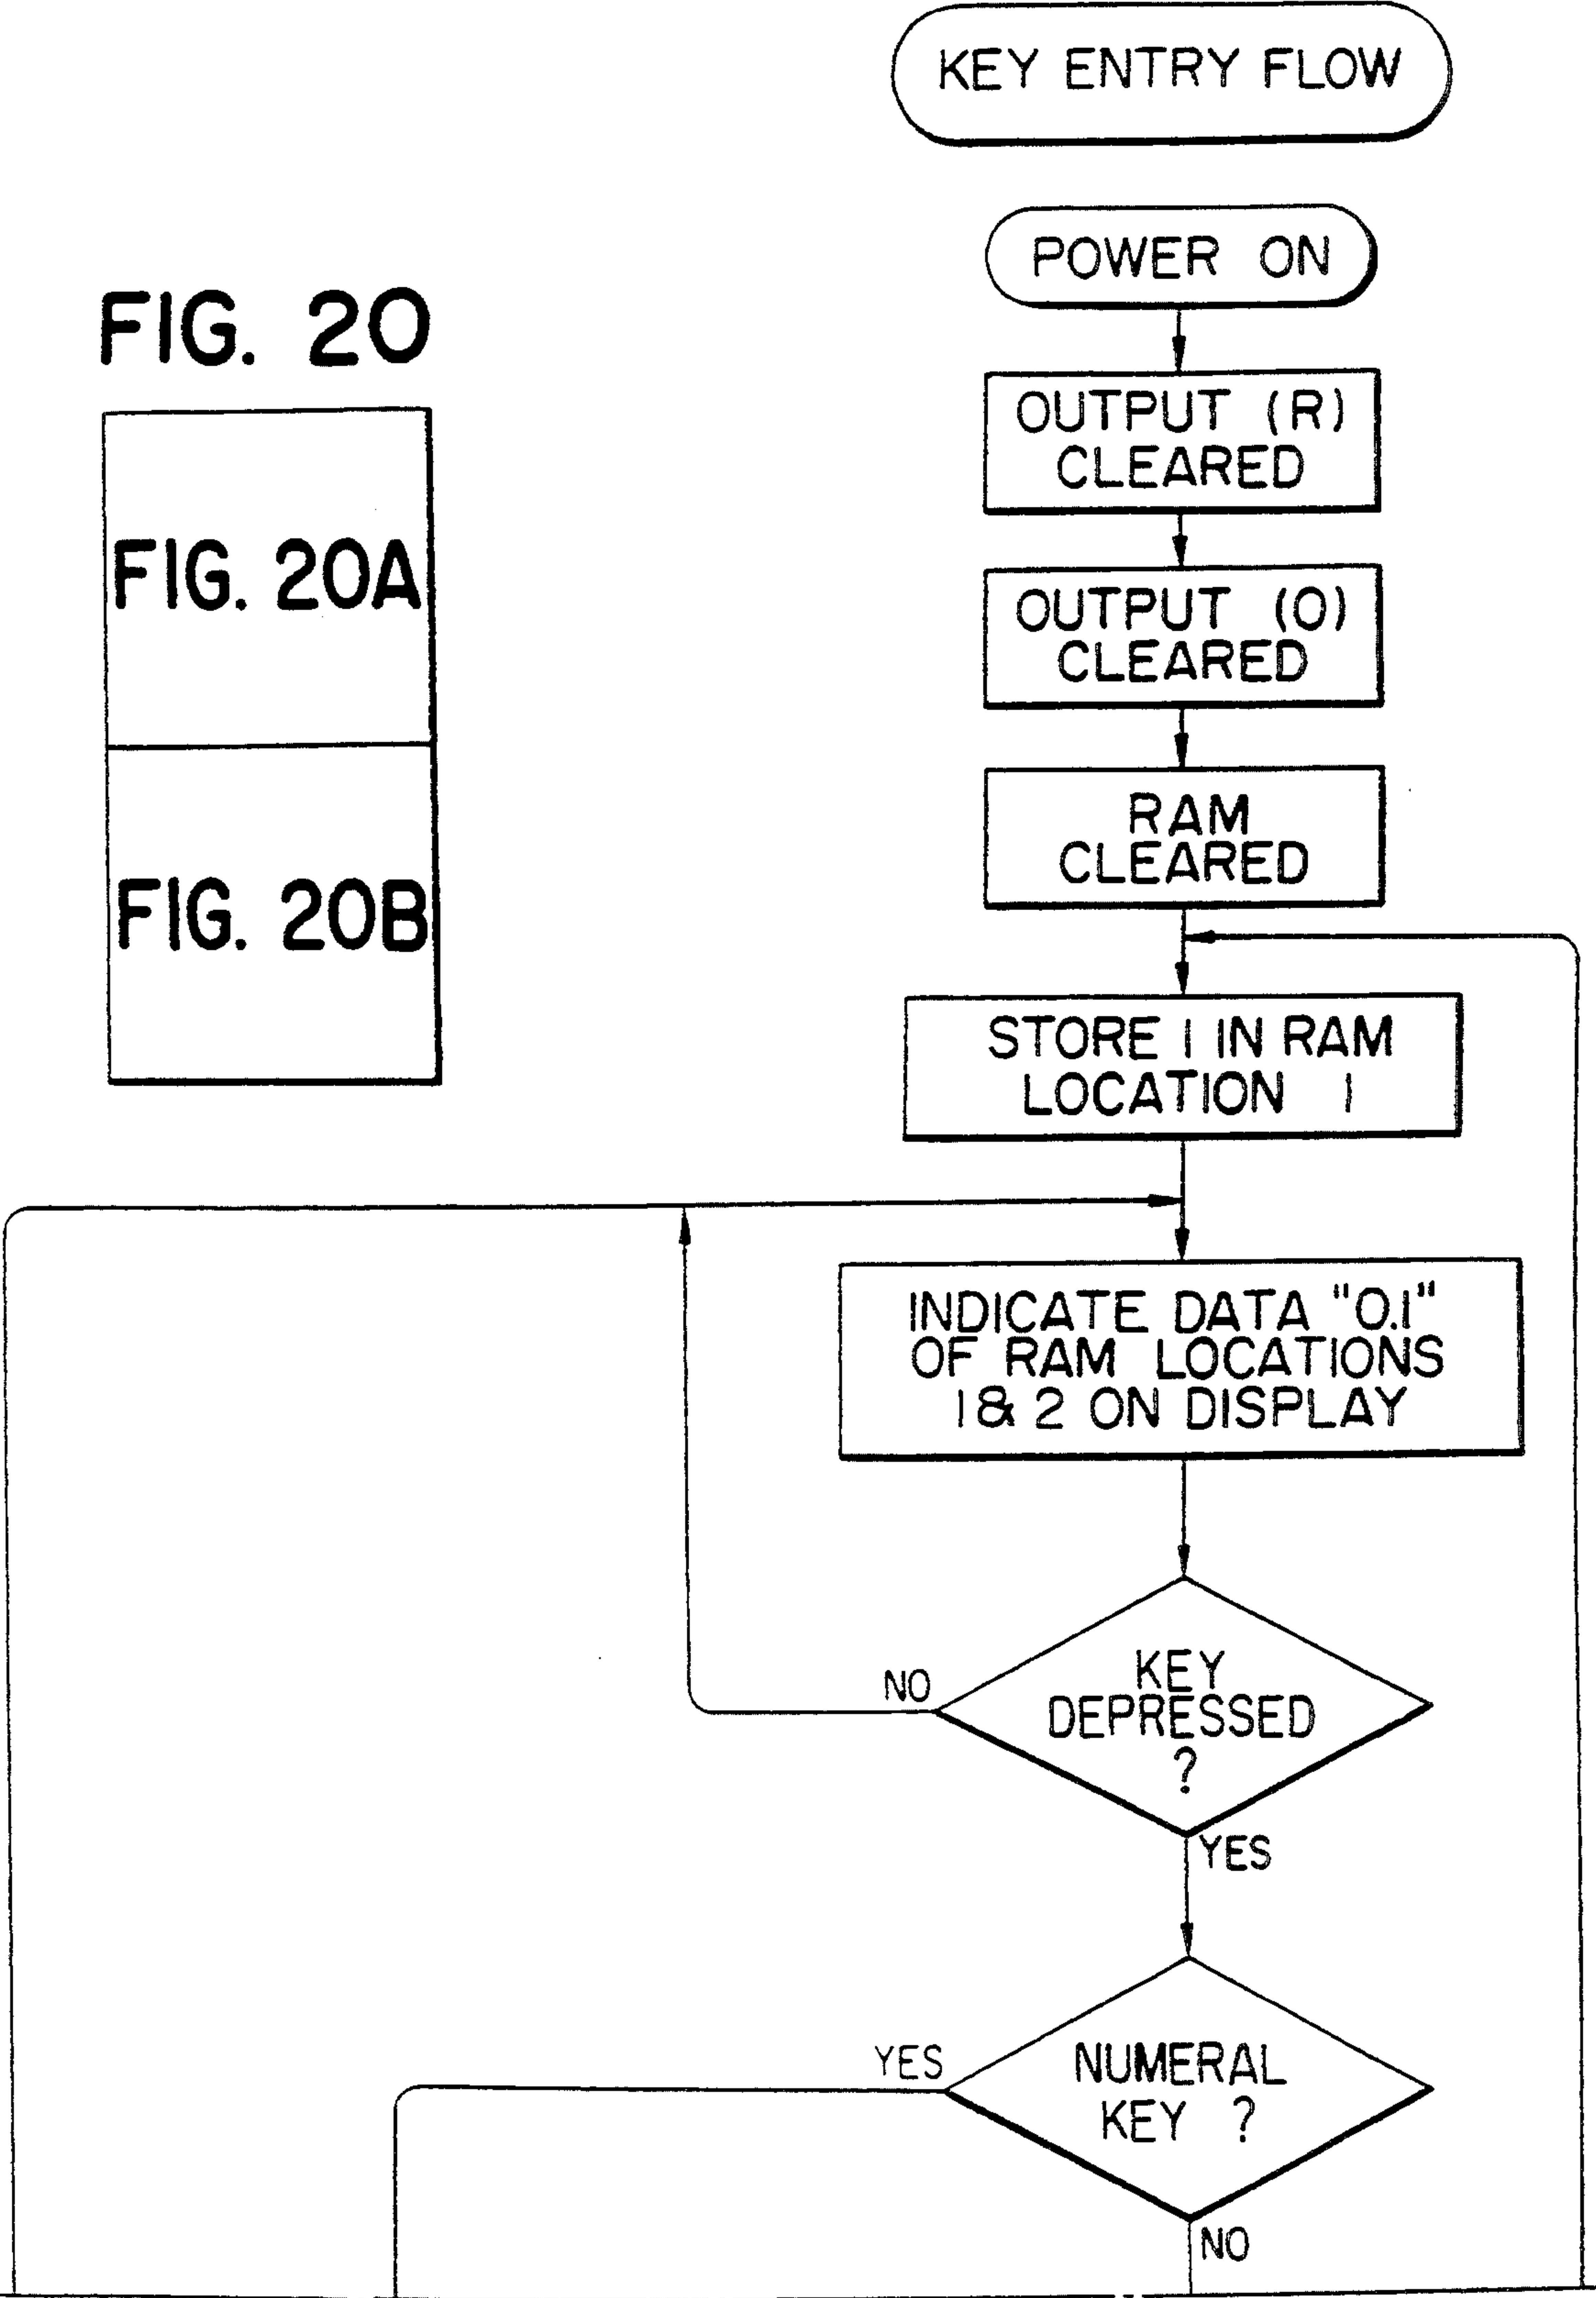 KEY ENTRY FLOW
POWER ON
FIG. 20
OUTPUT (R)
CLEARED
FIG. 20A
OUTPUT (O)
CLEARED
RAM
CLEARED
FIG. 20B
STORE 1 IN RAM
LOCATION 1
INDICATE DATA "0.1"
OF RAM LOCATIONS
1 & 2 ON DISPLAY
NO
KEY
DEPRESSED
?
YES
YES
NUMERAL
KEY ?
NO